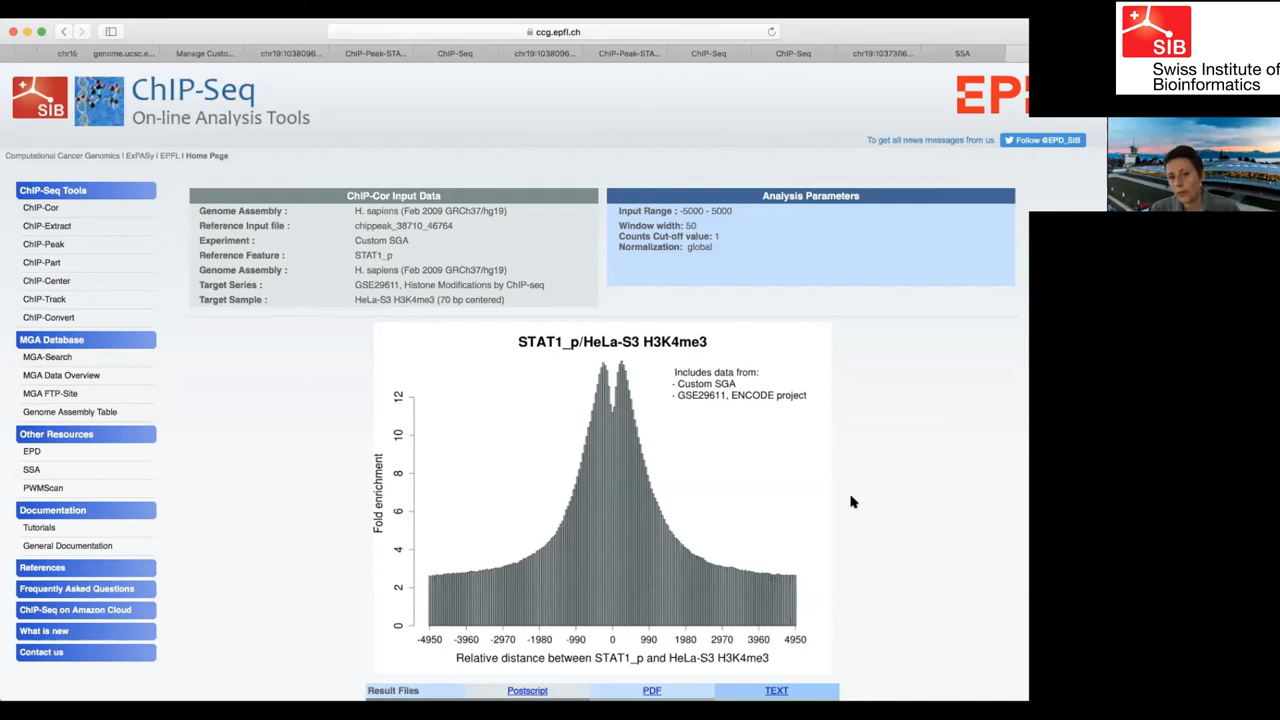 ccg.epfl.ch
chr15
genome.ucsc.e...
Manage Custo...
chr19:1038096...
ChIP-Peak-STA...
ChIP-Seq
chr19:1038096...
ChIP-Peak-STA...
ChIP-Seq
ChIP-Seq
chr19:1037366...
SSA
SIB
Swiss Institute of
Bioinformatics
SIB
ChIP-Seq
On-line Analysis Tools
EPD
To get all news messages from us
Follow @EPD_SIB
Computational Cancer Genomics | ExPASy | EPFL | Home Page
ChIP-Seq Tools
ChIP-Cor
ChIP-Extract
ChIP-Peak
ChIP-Part
ChIP-Center
ChIP-Track
ChIP-Convert
MGA Database
MGA-Search
MGA Data Overview
MGA FTP-Site
Genome Assembly Table
Other Resources
EPD
SSA
PWMScan
Documentation
Tutorials
General Documentation
References
Frequently Asked Questions
ChIP-Seq on Amazon Cloud
What is new
Contact us
ChIP-Cor Input Data
Genome Assembly : H. sapiens (Feb 2009 GRCh37/hg19)
Reference Input file : chippeak_38710_46764
Experiment : Custom SGA
Reference Feature : STAT1_p
Genome Assembly : H. sapiens (Feb 2009 GRCh37/hg19)
Target Series : GSE29611, Histone Modifications by ChIP-seq
Target Sample : HeLa-S3 H3K4me3 (70 bp centered)
Analysis Parameters
Input Range : -5000 - 5000
Window width: 50
Counts Cut-off value: 1
Normalization: global
STAT1_p/HeLa-S3 H3K4me3
Includes data from:
- Custom SGA
- GSE29611, ENCODE project
Fold enrichment
12
10
8
6
4
2
0
-4950 -3960 -2970 -1980 -990 0 990 1980 2970 3960 4950
Relative distance between STAT1_p and HeLa-S3 H3K4me3
Result Files Postscript PDF TEXT